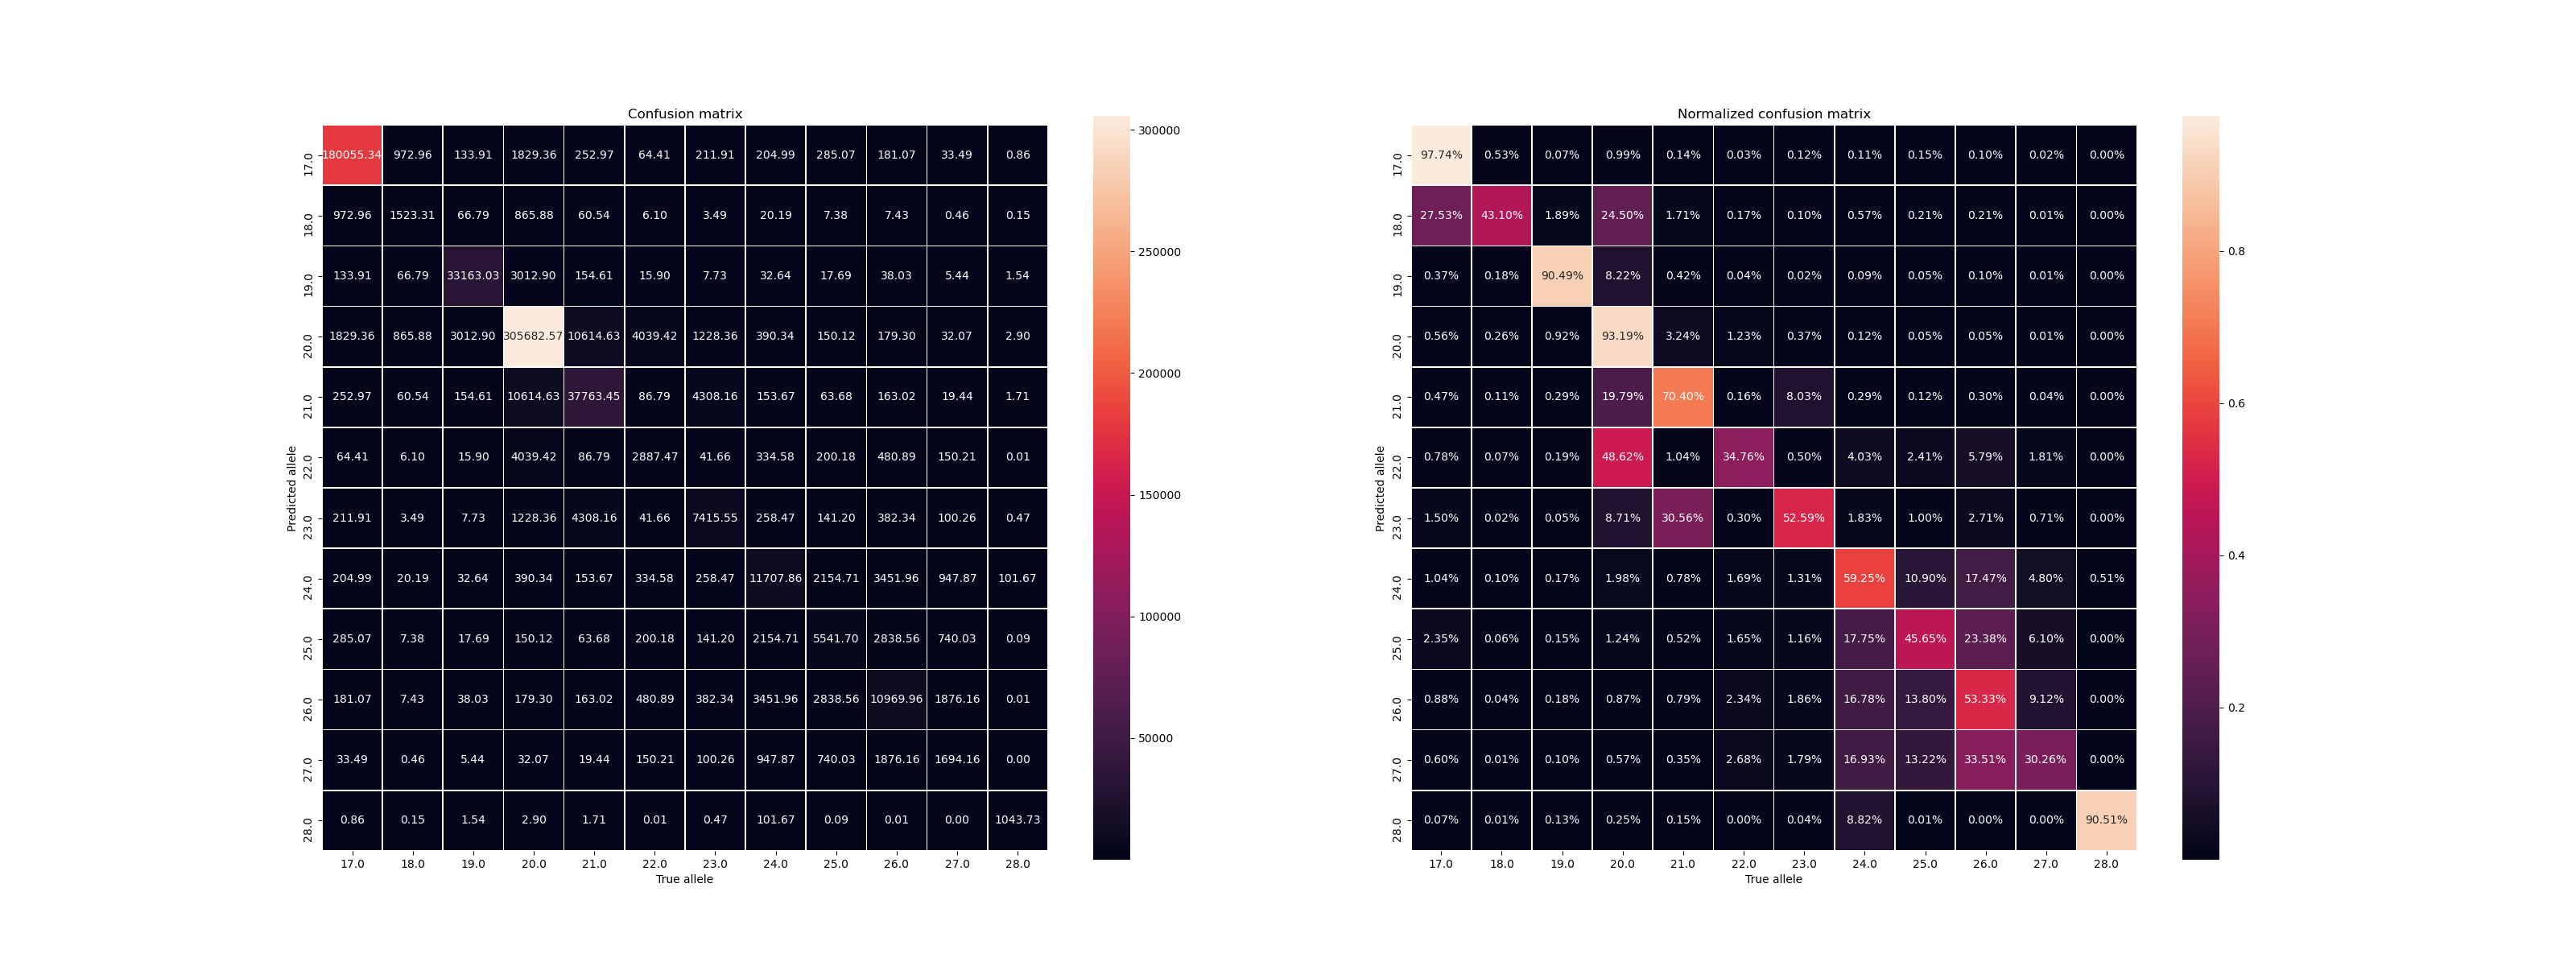 Confusion matrix
Predicted allele
17.0 180055.34 972.96 133.91 1829.36 252.97 64.41 211.91 204.99 285.07 181.07 33.49 0.86
18.0 972.96 1523.31 66.79 865.88 60.54 6.10 3.49 20.19 7.38 7.43 0.46 0.15
19.0 133.91 66.79 33163.03 3012.90 154.61 15.90 7.73 32.64 17.69 38.03 5.44 1.54
20.0 1829.36 865.88 3012.90 305682.57 10614.63 4039.42 1228.36 390.34 150.12 179.30 32.07 2.90
21.0 252.97 60.54 154.61 10614.63 37763.45 86.79 4308.16 153.67 63.68 163.02 19.44 1.71
22.0 64.41 6.10 15.90 4039.42 86.79 2887.47 41.66 334.58 200.18 480.89 150.21 0.01
23.0 211.91 3.49 7.73 1228.36 4308.16 41.66 7415.55 258.47 141.20 382.34 100.26 0.47
24.0 204.99 20.19 32.64 390.34 153.67 334.58 258.47 11707.86 2154.71 3451.96 947.87 101.67
25.0 285.07 7.38 17.69 150.12 63.68 200.18 141.20 2154.71 5541.70 2838.56 740.03 0.09
26.0 181.07 7.43 38.03 179.30 163.02 480.89 382.34 3451.96 2838.56 10969.96 1876.16 0.01
27.0 33.49 0.46 5.44 32.07 19.44 150.21 100.26 947.87 740.03 1876.16 1694.16 0.00
28.0 0.86 0.15 1.54 2.90 1.71 0.01 0.47 101.67 0.09 0.01 0.00 1043.73
17.0 18.0 19.0 20.0 21.0 22.0 23.0 24.0 25.0 26.0 27.0 28.0
True allele
300000
250000
200000
150000
100000
50000
Normalized confusion matrix
Predicted allele
17.0 97.74% 0.53% 0.07% 0.99% 0.14% 0.03% 0.12% 0.11% 0.15% 0.10% 0.02% 0.00%
18.0 27.53% 43.10% 1.89% 24.50% 1.71% 0.17% 0.10% 0.57% 0.21% 0.21% 0.01% 0.00%
19.0 0.37% 0.18% 90.49% 8.22% 0.42% 0.04% 0.02% 0.09% 0.05% 0.10% 0.01% 0.00%
20.0 0.56% 0.26% 0.92% 93.19% 3.24% 1.23% 0.37% 0.12% 0.05% 0.05% 0.01% 0.00%
21.0 0.47% 0.11% 0.29% 19.79% 70.40% 0.16% 8.03% 0.29% 0.12% 0.30% 0.04% 0.00%
22.0 0.78% 0.07% 0.19% 48.62% 1.04% 34.76% 0.50% 4.03% 2.41% 5.79% 1.81% 0.00%
23.0 1.50% 0.02% 0.05% 8.71% 30.56% 0.30% 52.59% 1.83% 1.00% 2.71% 0.71% 0.00%
24.0 1.04% 0.10% 0.17% 1.98% 0.78% 1.69% 1.31% 59.25% 10.90% 17.47% 4.80% 0.51%
25.0 2.35% 0.06% 0.15% 1.24% 0.52% 1.65% 1.16% 17.75% 45.65% 23.38% 6.10% 0.00%
26.0 0.88% 0.04% 0.18% 0.87% 0.79% 2.34% 1.86% 16.78% 13.80% 53.33% 9.12% 0.00%
27.0 0.60% 0.01% 0.10% 0.57% 0.35% 2.68% 1.79% 16.93% 13.22% 33.51% 30.26% 0.00%
28.0 0.07% 0.01% 0.13% 0.25% 0.15% 0.00% 0.04% 8.82% 0.01% 0.00% 0.00% 90.51%
17.0 18.0 19.0 20.0 21.0 22.0 23.0 24.0 25.0 26.0 27.0 28.0
True allele
0.8
0.6
0.4
0.2